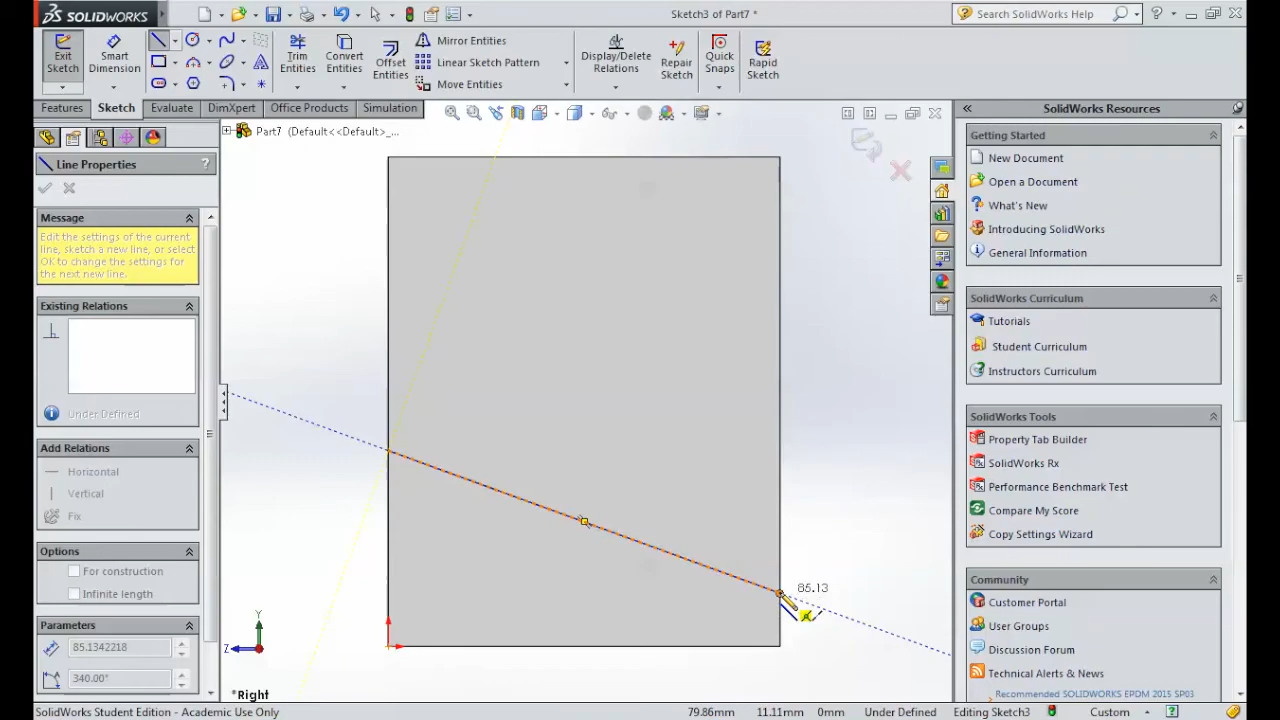 SOLIDWORKS
Sketch3 of Part7 *
Search SolidWorks Help
Exit Sketch
Smart Dimension
Trim Entities
Convert Entities
Offset Entities
Mirror Entities
Linear Sketch Pattern
Move Entities
Display/Delete Relations
Repair Sketch
Quick Snaps
Rapid Sketch
Features
Sketch
Evaluate
DimXpert
Office Products
Simulation
Part7 (Default<<Default>_...
SolidWorks Resources
Line Properties
?
Message
Edit the settings of the current
line, sketch a new line, or select
OK to change the settings for
the next new line.
Existing Relations
Under Defined
Add Relations
Horizontal
Vertical
Fix
Options
For construction
Infinite length
Parameters
85.1342218
340.00°
85.13
Y
Z
*Right
Getting Started
New Document
Open a Document
What's New
Introducing SolidWorks
General Information
SolidWorks Curriculum
Tutorials
Student Curriculum
Instructors Curriculum
SolidWorks Tools
Property Tab Builder
SolidWorks Rx
Performance Benchmark Test
Compare My Score
Copy Settings Wizard
Community
Customer Portal
User Groups
Discussion Forum
Technical Alerts & News
Recommended SOLIDWORKS EPDM 2015 SP03
SolidWorks Student Edition - Academic Use Only
79.86mm 11.11mm 0mm Under Defined Editing Sketch3 Custom